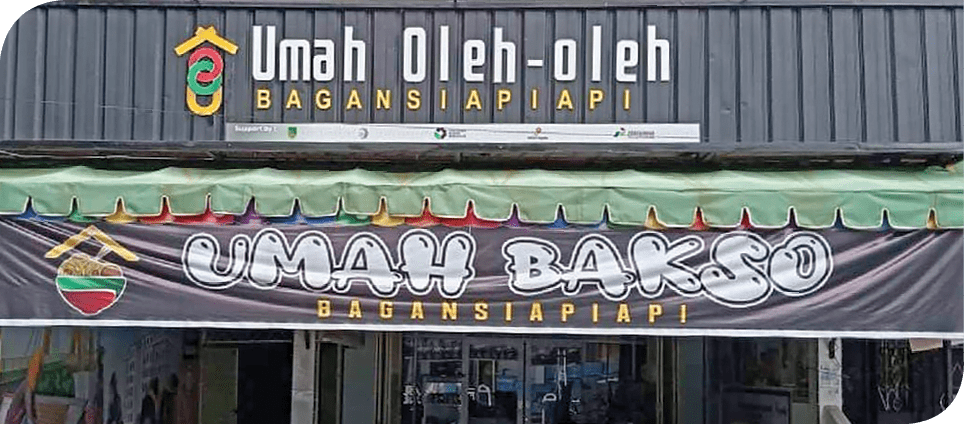 Umah Oleh-oleh
BAGANSIAPIAPI
Support by :
UMAH BAKSO
BAGANSIAPIAPI